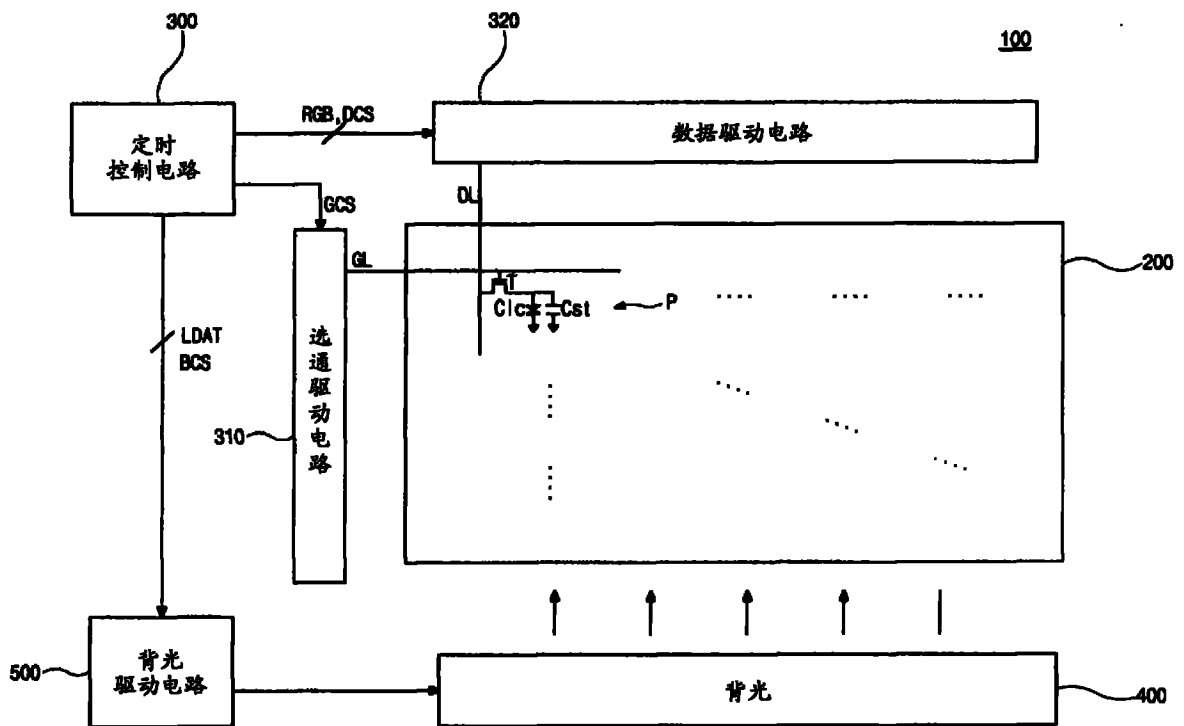 300
320
100
定时
控制电路
RGB,DCS
数据驱动电路
GCS
DL
GL
200
T
Clc
Cst
P
LDAT
BCS
选通驱动电路
310
500
背光
驱动电路
背光
400